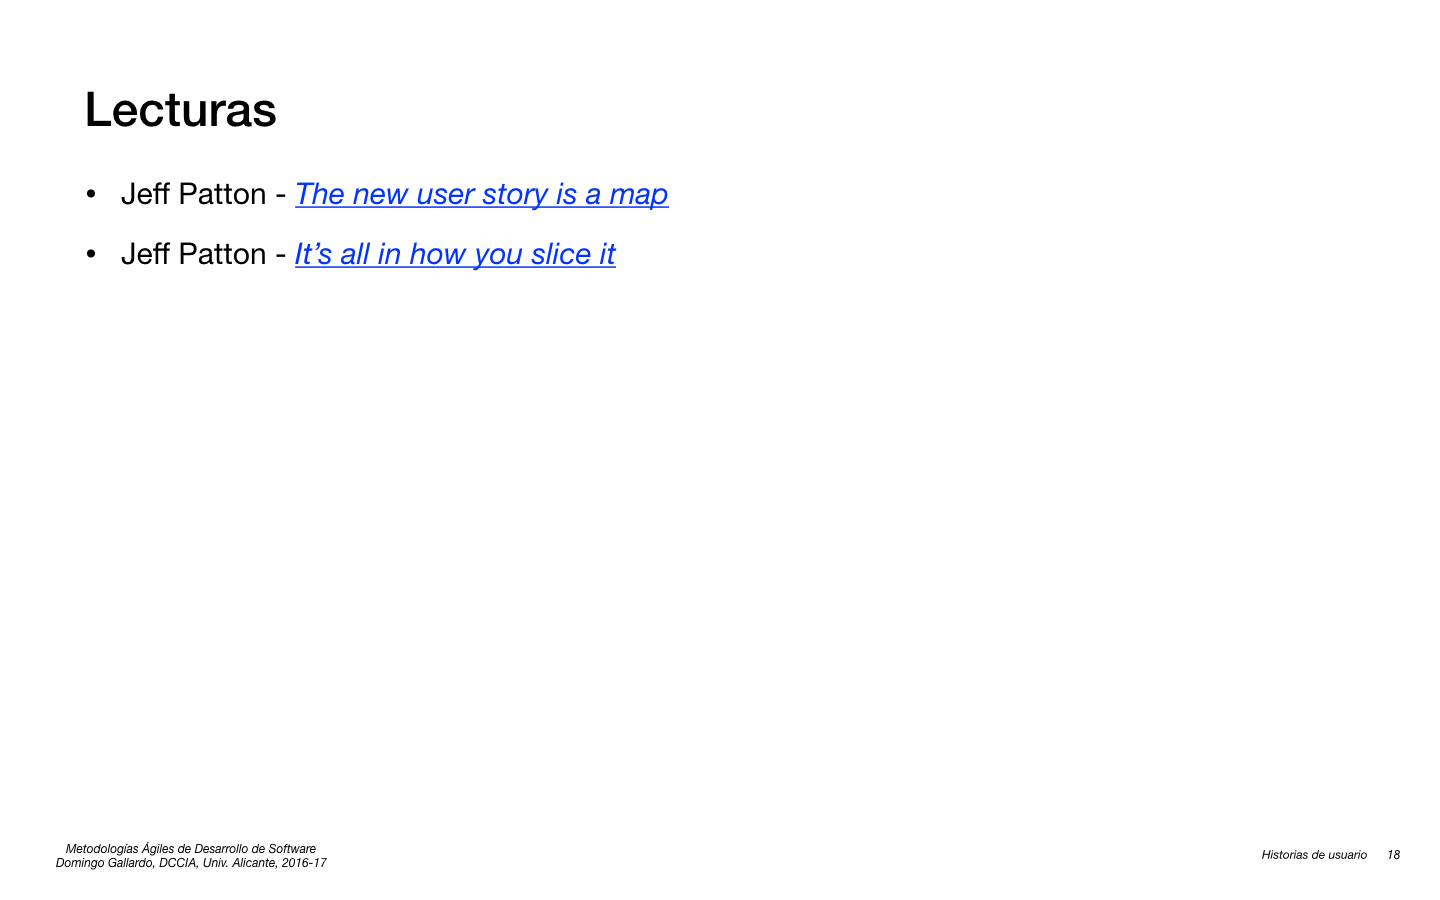 Lecturas
• Jeff Patton - The new user story is a map
• Jeff Patton - It’s all in how you slice it
Metodologías Ágiles de Desarrollo de Software
Domingo Gallardo, DCCIA, Univ. Alicante, 2016-17
Historias de usuario 18